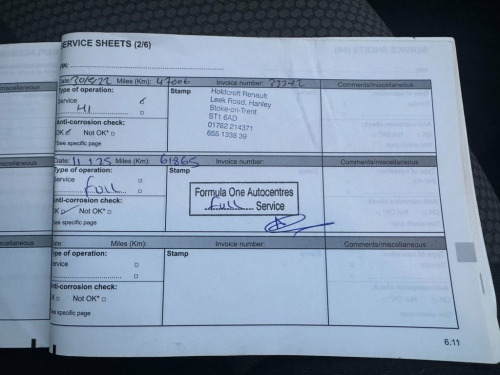 SERVICE SHEETS (2/6)
VIN:
Date: Miles (Km): 47006 Invoice number: Comments/miscellaneous
Type of operation: Stamp
Service
HI
Holdcroft Renault
Leek Road, Hanley
Stoke-on-Trent
ST1 6AD
01782 214371
655 1338 39
Anti-corrosion check:
OK Not OK*
*See specific page
Date: 11 1 25 Miles (Km): 61865 Invoice number: Comments/miscellaneous
Type of operation: Stamp
Service
FULL
Formula One Autocentres
FULL Service
Anti-corrosion check:
OK ✓ Not OK*
*See specific page
Date: Miles (Km): Invoice number: Comments/miscellaneous
Type of operation: Stamp
Service
Anti-corrosion check:
OK Not OK*
*See specific page
6.11